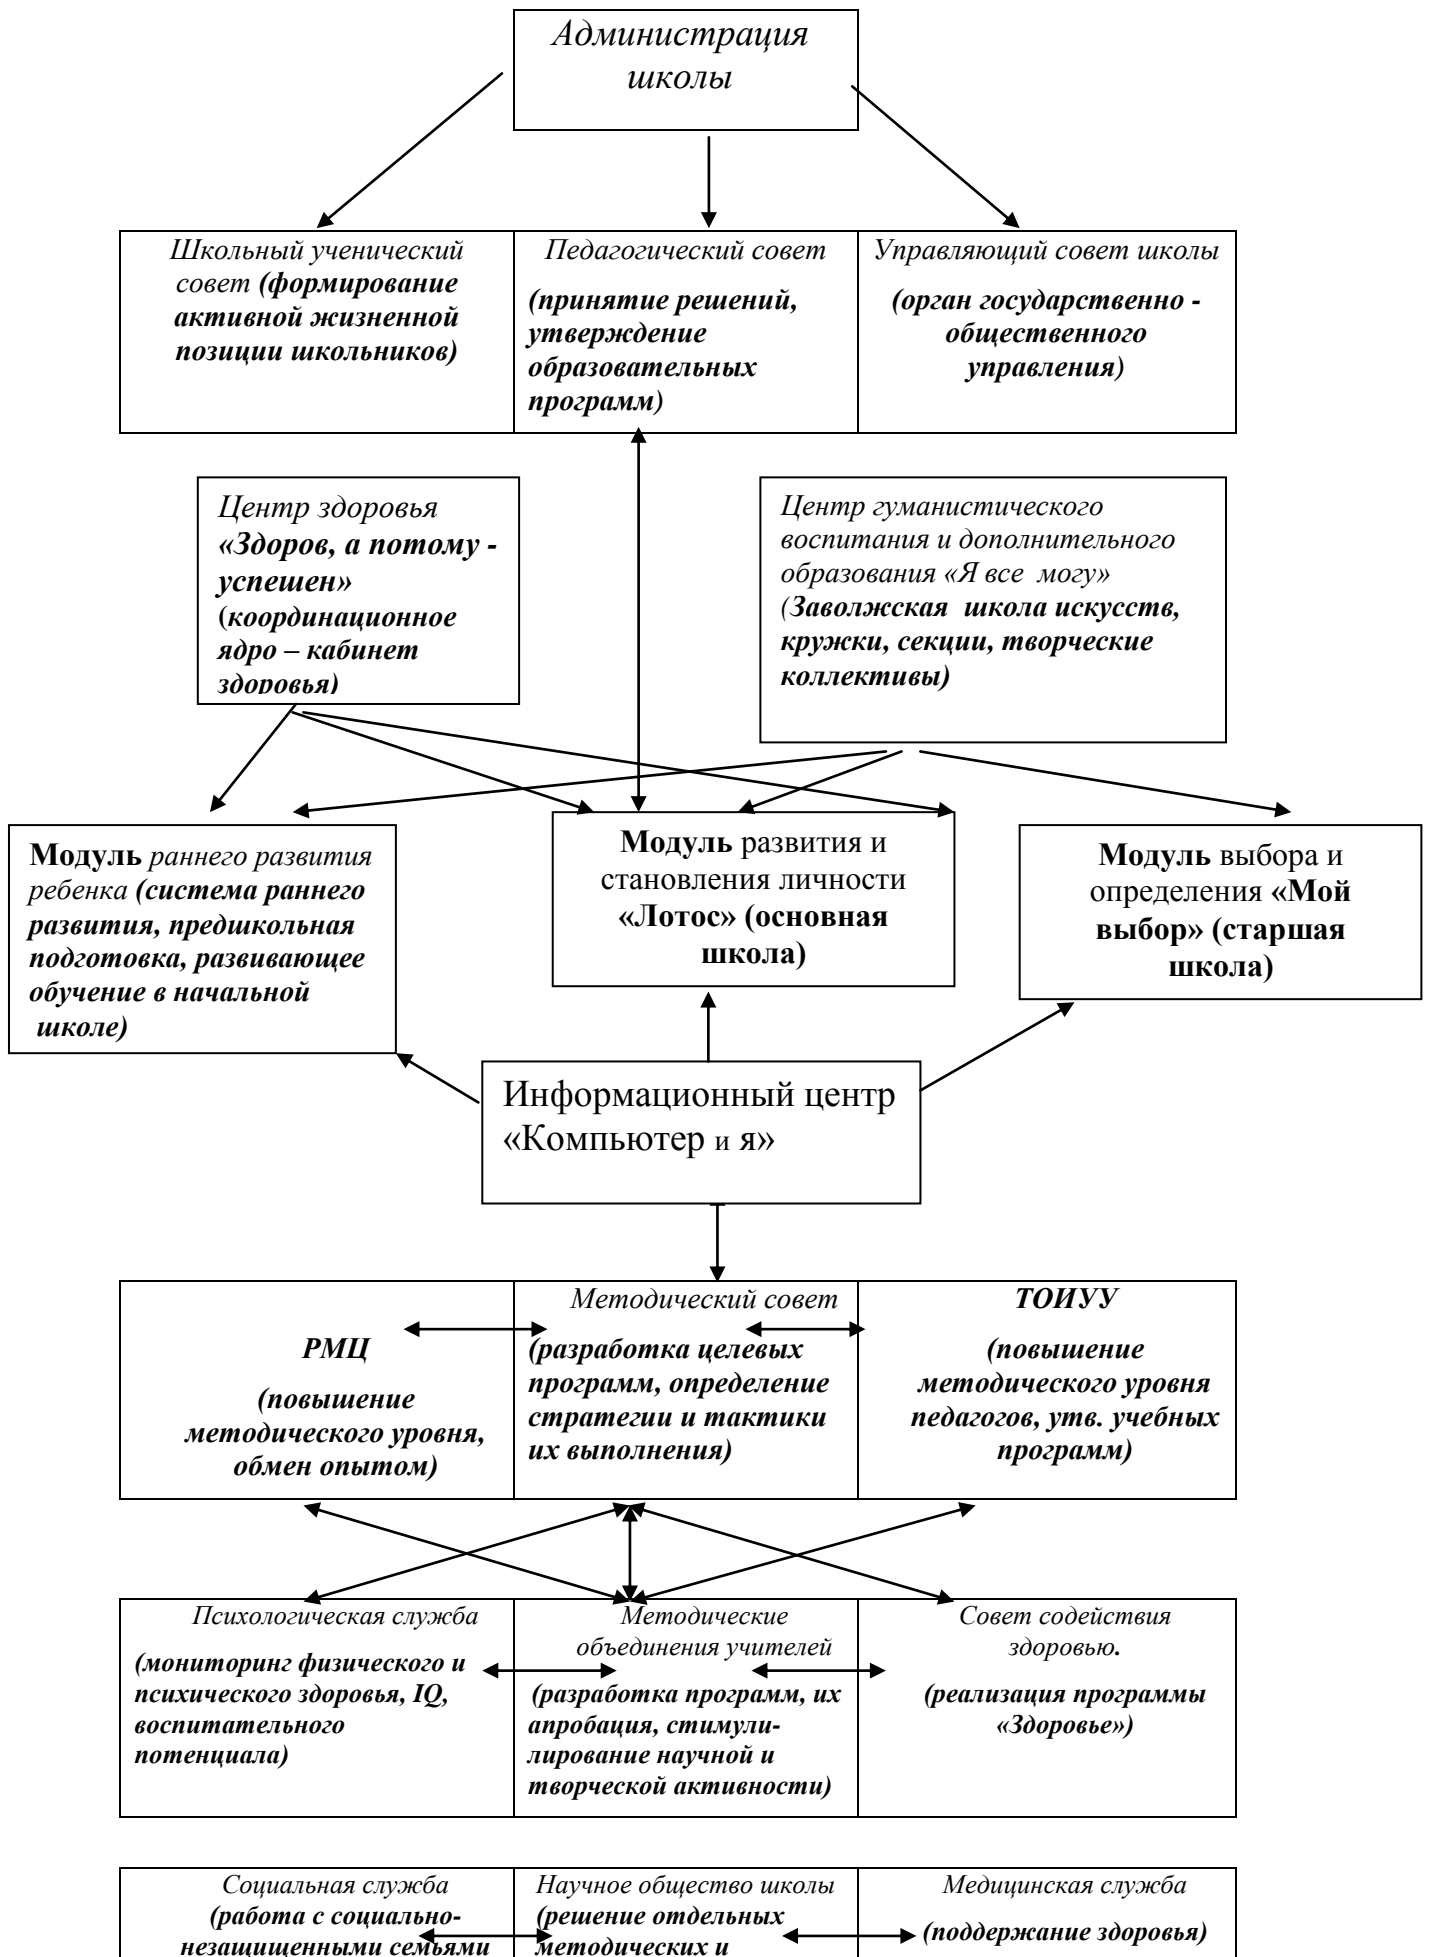 Администрация
школы
Школьный ученический
совет (формирование
активной жизненной
позиции школьников)
Педагогический совет
(принятие решений,
утверждение
образовательных
программ)
Управляющий совет школы
(орган государственно -
общественного
управления)
Центр здоровья
«Здоров, а потому -
успешен»
(координационное
ядро – кабинет
здоровья)
Центр гуманистического
воспитания и дополнительного
образования «Я все  могу»
(Заволжская  школа искусств,
кружки, секции, творческие
коллективы)
Модуль раннего развития
ребенка (система раннего
развития, предшкольная
подготовка, развивающее
обучение в начальной
школе)
Модуль развития и
становления личности
«Лотос» (основная
школа)
Модуль выбора и
определения «Мой
выбор» (старшая
школа)
Информационный центр
«Компьютер и я»
РМЦ
(повышение
методического уровня,
обмен опытом)
Методический совет
(разработка целевых
программ, определение
стратегии и тактики
их выполнения)
ТОИУУ
(повышение
методического уровня
педагогов, утв. учебных
программ)
Психологическая служба
(мониторинг физического и
психического здоровья, IQ,
воспитательного
потенциала)
Методические
объединения учителей
(разработка программ, их
апробация, стимули-
лирование научной и
творческой активности)
Совет содействия
здоровью.
(реализация программы
«Здоровье»)
Социальная служба
(работа с социально-
незащищенными семьями
Научное общество школы
(решение отдельных
методических и
Медицинская служба
(поддержание здоровья)